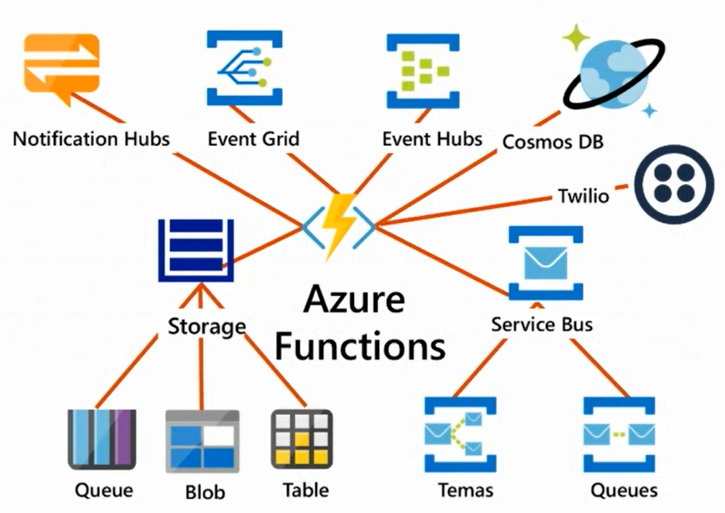 Notification Hubs
Event Grid
Event Hubs
Cosmos DB
Twilio
Azure
Functions
Storage
Service Bus
Queue
Blob
Table
Temas
Queues